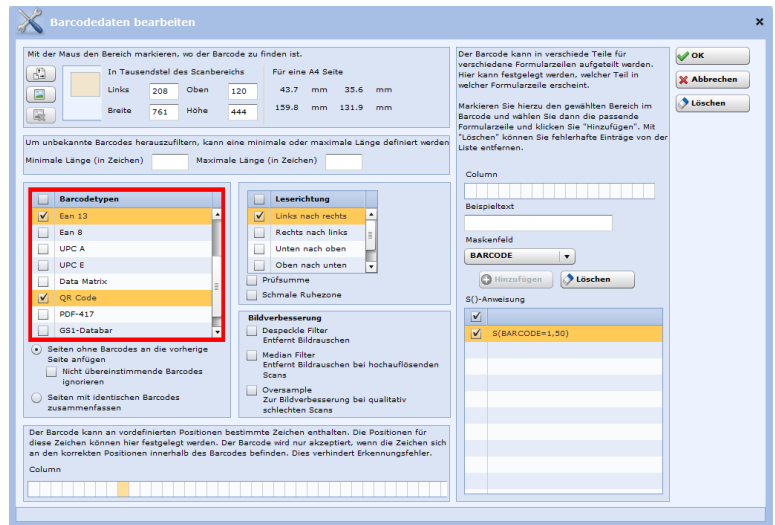 Barcodedaten bearbeiten
Mit der Maus den Bereich markieren, wo der Barcode zu finden ist.
In Tausendstel des Scanbereichs Für eine A4 Seite
Links 208 Oben 120 43.7 mm 35.6 mm
Breite 761 Höhe 444 159.8 mm 131.9 mm
Um unbekannte Barcodes herauszufiltern, kann eine minimale oder maximale Länge definiert werden
Minimale Länge (in Zeichen) Maximale Länge (in Zeichen)
Barcodetypen
Ean 13
Ean 8
UPC A
UPC E
Data Matrix
QR Code
PDF-417
GS1-Databar
Seiten ohne Barcodes an die vorherige
Seite anfügen
Nicht übereinstimmende Barcodes
ignorieren
Seiten mit identischen Barcodes
zusammenfassen
Leserichtung
Links nach rechts
Rechts nach links
Unten nach oben
Oben nach unten
Prüfsumme
Schmale Ruhezone
Bildverbesserung
Despeckle Filter
Entfernt Bildrauschen
Median Filter
Entfernt Bildrauschen bei hochauflösenden
Scans
Oversample
Zur Bildverbesserung bei qualitativ
schlechten Scans
Der Barcode kann an vordefinierten Positionen bestimmte Zeichen enthalten. Die Positionen für
diese Zeichen können hier festgelegt werden. Der Barcode wird nur akzeptiert, wenn die Zeichen sich
an den korrekten Positionen innerhalb des Barcodes befinden. Dies verhindert Erkennungsfehler.
Column
Der Barcode kann in verschiede Teile für
verschiedene Formularzeilen aufgeteilt werden.
Hier kann festgelegt werden, welcher Teil in
welcher Formularzeile erscheint.
Markieren Sie hierzu den gewählten Bereich im
Barcode und wählen Sie dann die passende
Formularzeile und klicken Sie "Hinzufügen". Mit
"Löschen" können Sie fehlerhafte Einträge von der
Liste entfernen.
Column
Beispieltext
Maskenfeld
BARCODE
Hinzufügen Löschen
S()-Anweisung
S(BARCODE=1,50)
OK
Abbrechen
Löschen